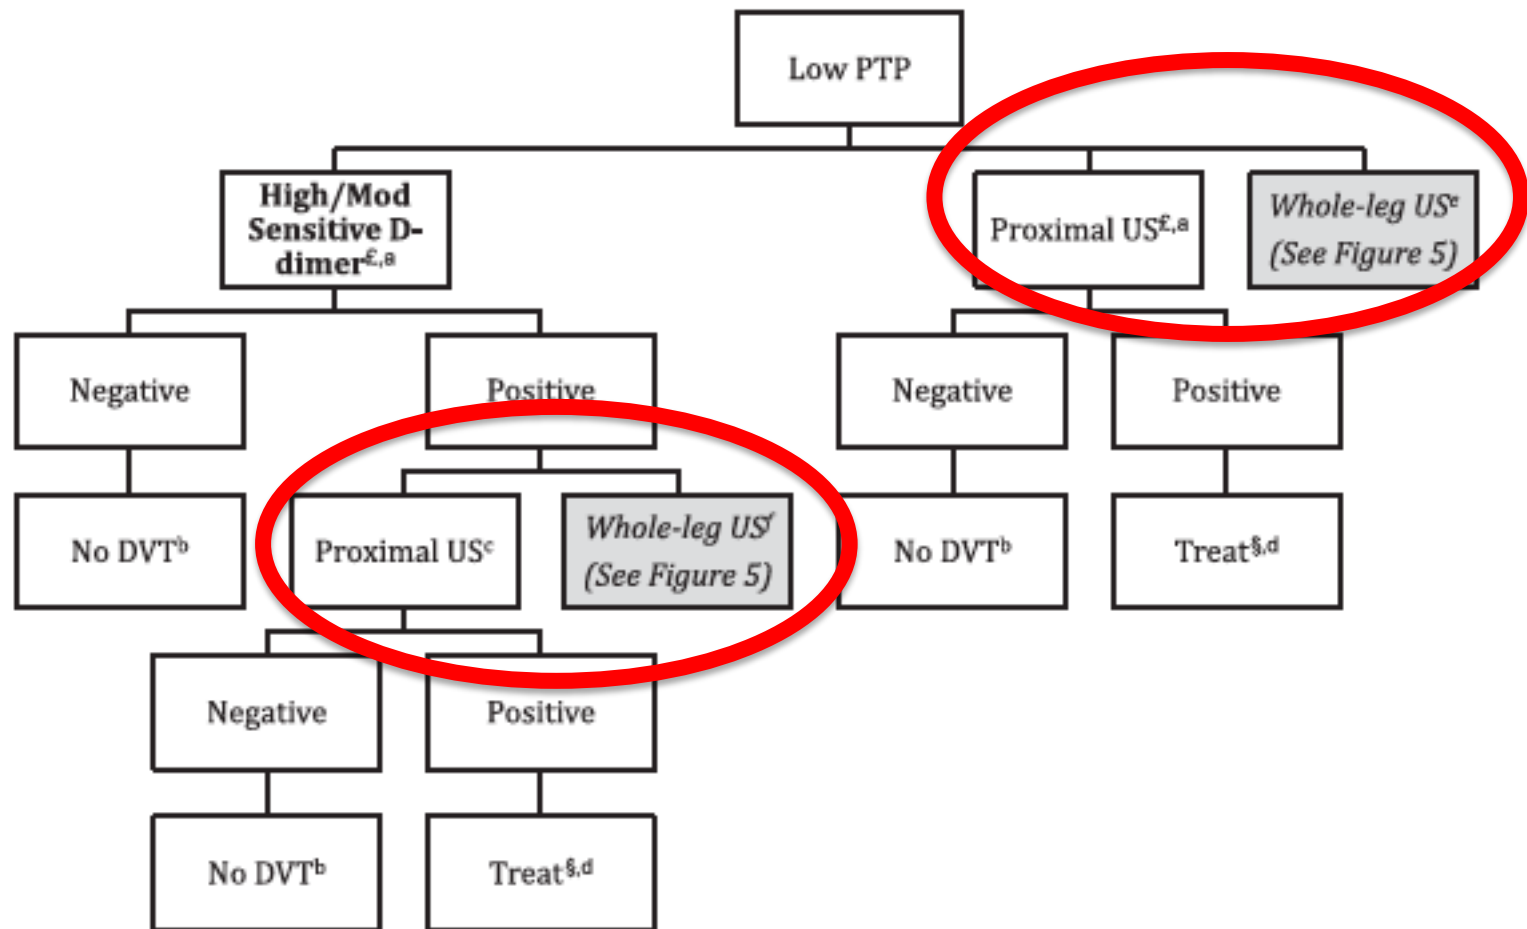 Low PTP
High/Mod
Sensitive D-
dimer£,a
Proximal US£,a
Whole-leg USe
(See Figure 5)
Negative
Positive
Negative
Positive
No DVTb
Proximal USc
Whole-leg USf
(See Figure 5)
No DVTb
Treat§,d
Negative
Positive
No DVTb
Treat§,d